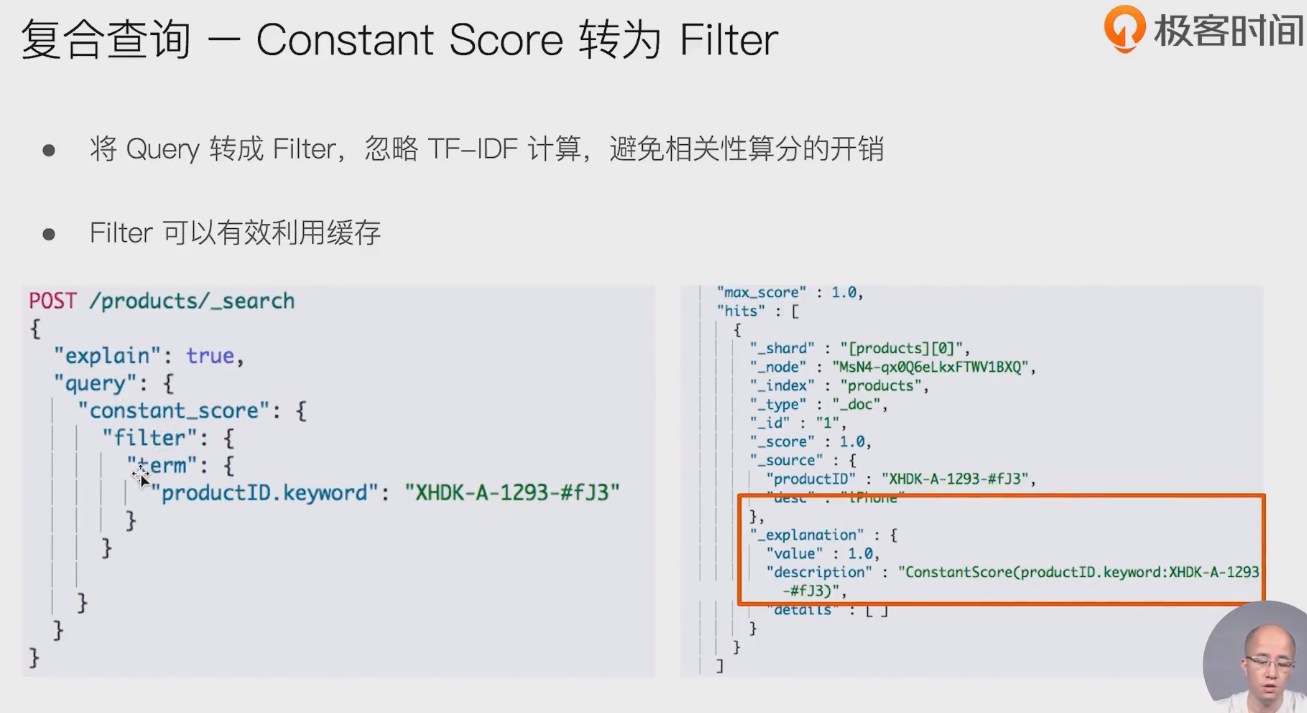 复合查询 – Constant Score 转为 Filter
极客时间
● 将 Query 转成 Filter，忽略 TF-IDF 计算，避免相关性算分的开销
● Filter 可以有效利用缓存
POST /products/_search
{
"explain": true,
"query": {
"constant_score": {
"filter": {
"term": {
"productID.keyword": "XHDK-A-1293-#fJ3"
}
}
}
}
}
"max_score" : 1.0,
"hits" : [
{
"_shard" : "[products][0]",
"_node" : "MsN4-qx0Q6eLkxFTWV1BXQ",
"_index" : "products",
"_type" : "_doc",
"_id" : "1",
"_score" : 1.0,
"_source" : {
"productID" : "XHDK-A-1293-#fJ3",
"desc" : "iPhone"
},
"_explanation" : {
"value" : 1.0,
"description" : "ConstantScore(productID.keyword:XHDK-A-1293
-#fJ3)",
"details" : [ ]
}
}
]